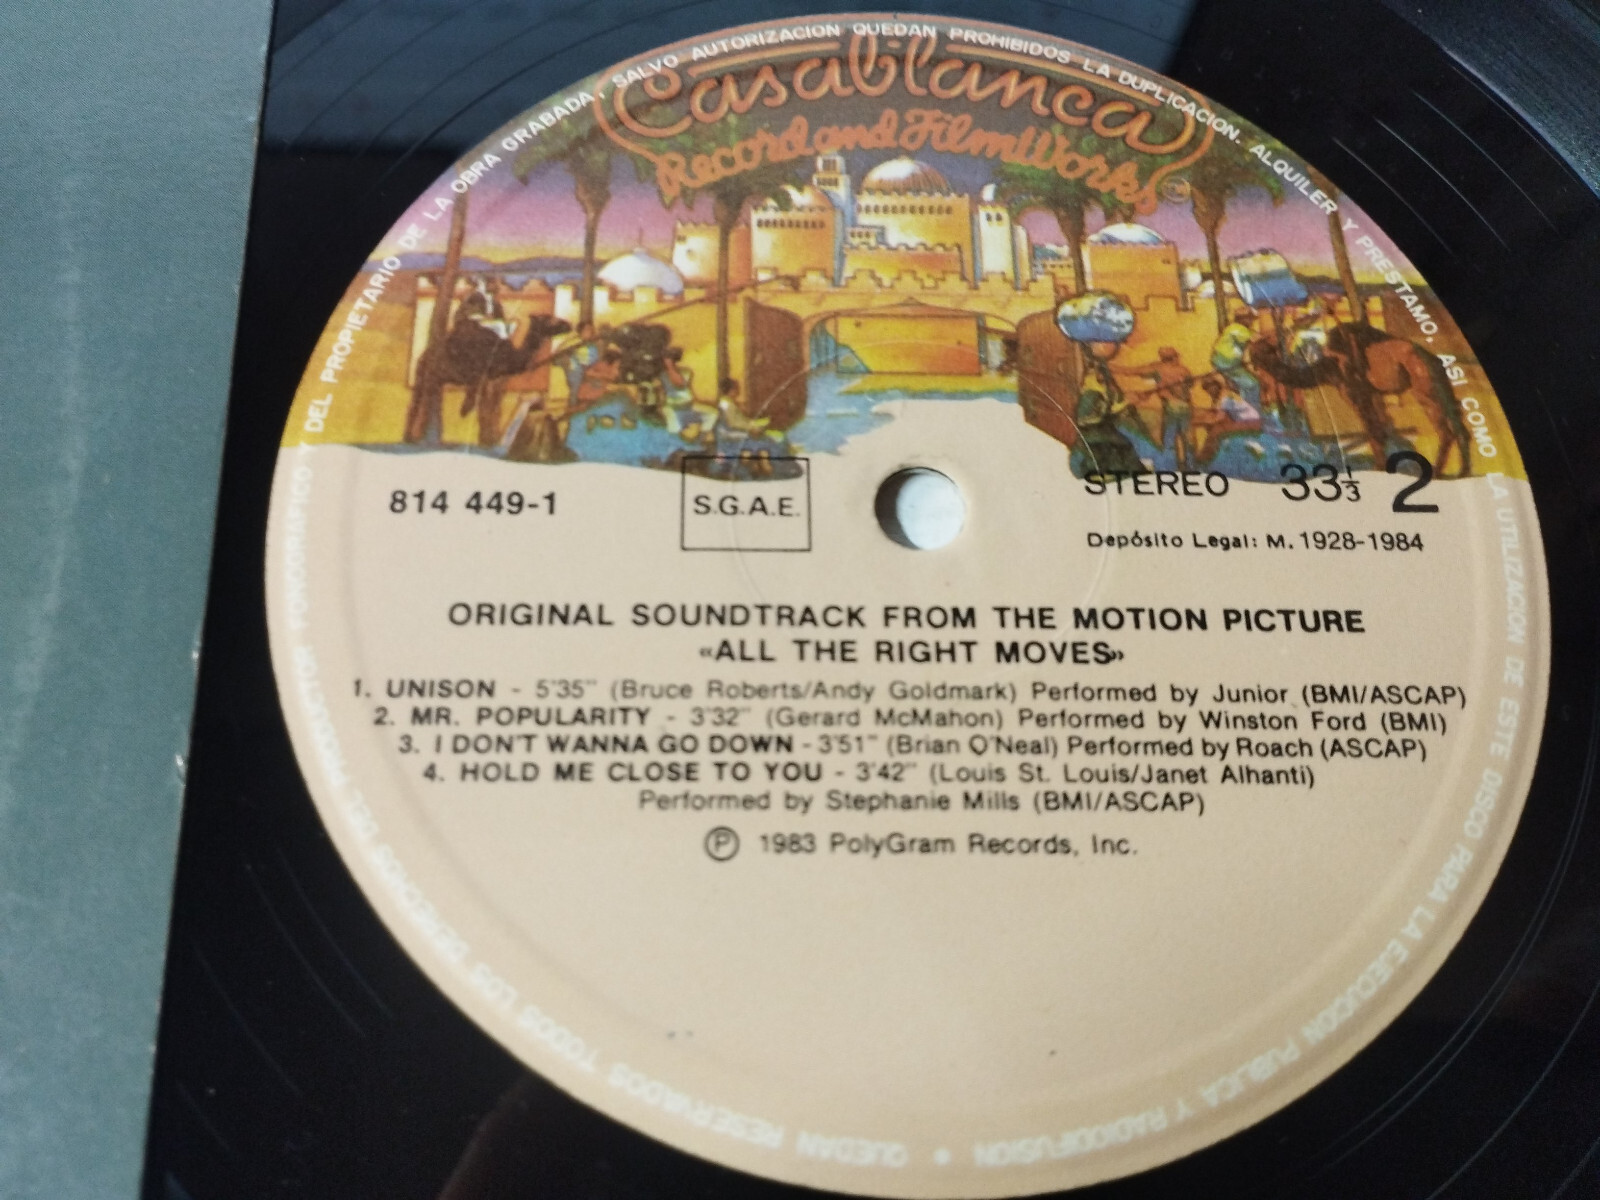 QUEDAN RESERVADOS TODOS LOS DERECHOS DEL PRODUCTOR FONOGRAFICO Y DEL PROPIETARIO DE LA OBRA GRABADA, SALVO AUTORIZACION QUEDAN PROHIBIDOS LA DUPLICACION. ALQUILER Y PRESTAMO, ASI COMO LA UTILIZACION DE ESTE DISCO PARA LA EJECUCION PUBLICA Y RADIODIFUSION •
Casablanca
Record and FilmWorks
814 449-1
S.G.A.E.
STEREO 33⅓ 2
Depósito Legal: M. 1928-1984
ORIGINAL SOUNDTRACK FROM THE MOTION PICTURE
«ALL THE RIGHT MOVES»
1. UNISON - 5'35" (Bruce Roberts/Andy Goldmark) Performed by Junior (BMI/ASCAP)
2. MR. POPULARITY - 3'32" (Gerard McMahon) Performed by Winston Ford (BMI)
3. I DON'T WANNA GO DOWN - 3'51" (Brian O'Neal) Performed by Roach (ASCAP)
4. HOLD ME CLOSE TO YOU - 3'42" (Louis St. Louis/Janet Alhanti)
Performed by Stephanie Mills (BMI/ASCAP)
Ⓟ 1983 PolyGram Records, Inc.